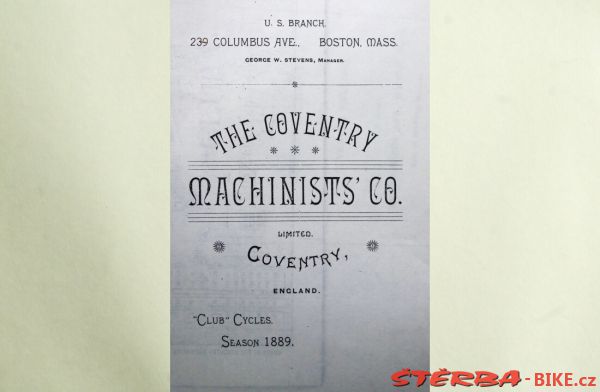 U. S. BRANCH,
239 COLUMBUS AVE., BOSTON, MASS.
GEORGE W. STEVENS, MANAGER.
THE COVENTRY
MACHINISTS' CO.
LIMITED.
COVENTRY,
ENGLAND.
"CLUB" CYCLES.
SEASON 1889.
ŠTĚRBA-BIKE.cz